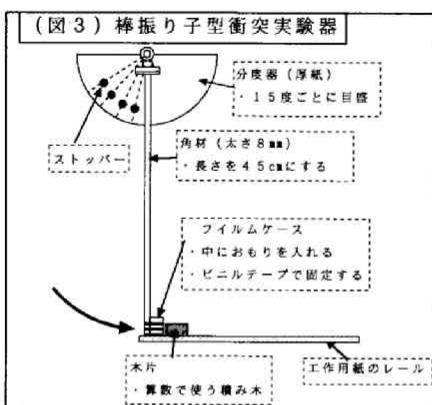 (図3)棒振り子型衝突実験器
分度器(厚紙)
・15度ごとに目盛
ストッパー
角材(太さ8mm)
・長さを45cmにする
フイルムケース
・中におもりを入れる
・ビニルテープで固定する
木片
・算数で使う積み木
工作用紙のレール